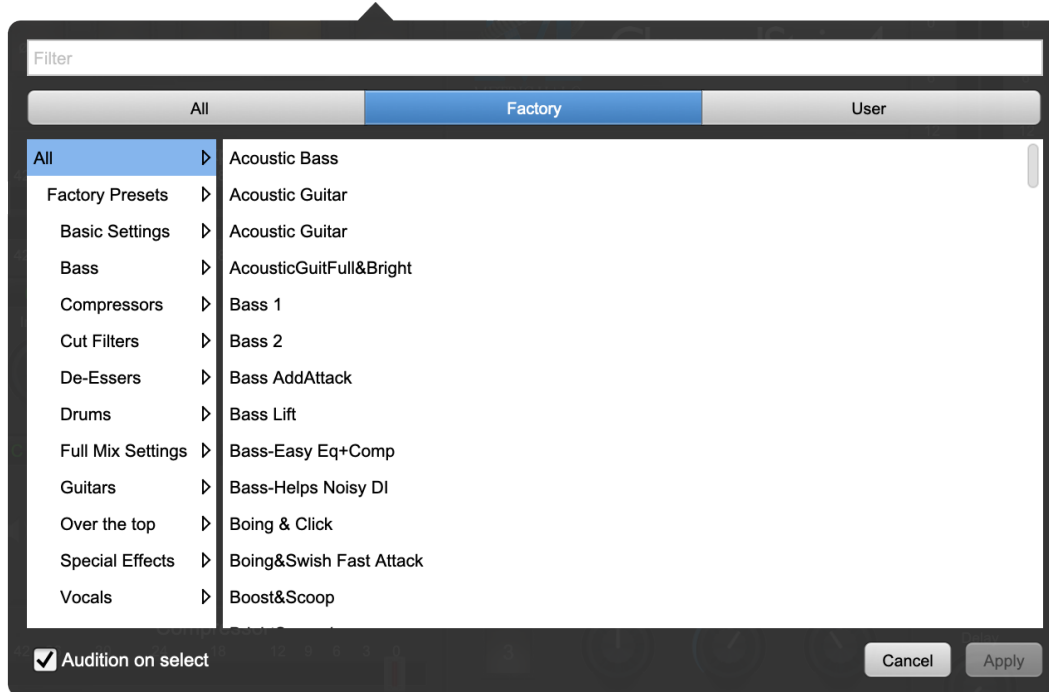 Filter
All Factory User
All
Factory Presets
Basic Settings
Bass
Compressors
Cut Filters
De-Essers
Drums
Full Mix Settings
Guitars
Over the top
Special Effects
Vocals
Acoustic Bass
Acoustic Guitar
Acoustic Guitar
AcousticGuitFull&Bright
Bass 1
Bass 2
Bass AddAttack
Bass Lift
Bass-Easy Eq+Comp
Bass-Helps Noisy DI
Boing & Click
Boing&Swish Fast Attack
Boost&Scoop
Audition on select
Cancel Apply